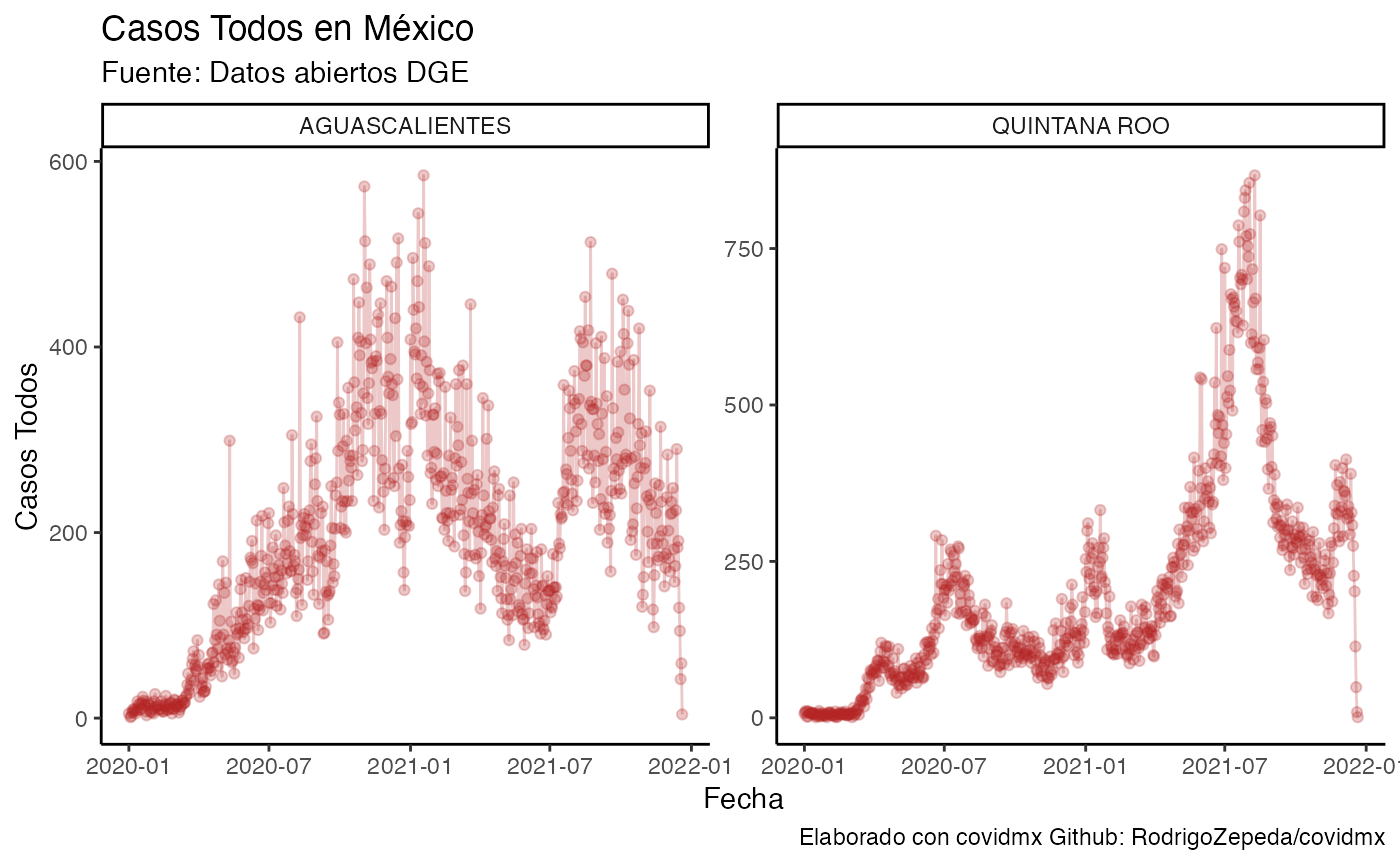 Casos Todos en México
Fuente: Datos abiertos DGE
AGUASCALIENTES
QUINTANA ROO
Casos Todos
600
400
200
0
750
500
250
0
2020-01
2020-07
2021-01
2021-07
2022-01
2020-01
2020-07
2021-01
2021-07
2022-01
Fecha
Elaborado con covidmx Github: RodrigoZepeda/covidmx